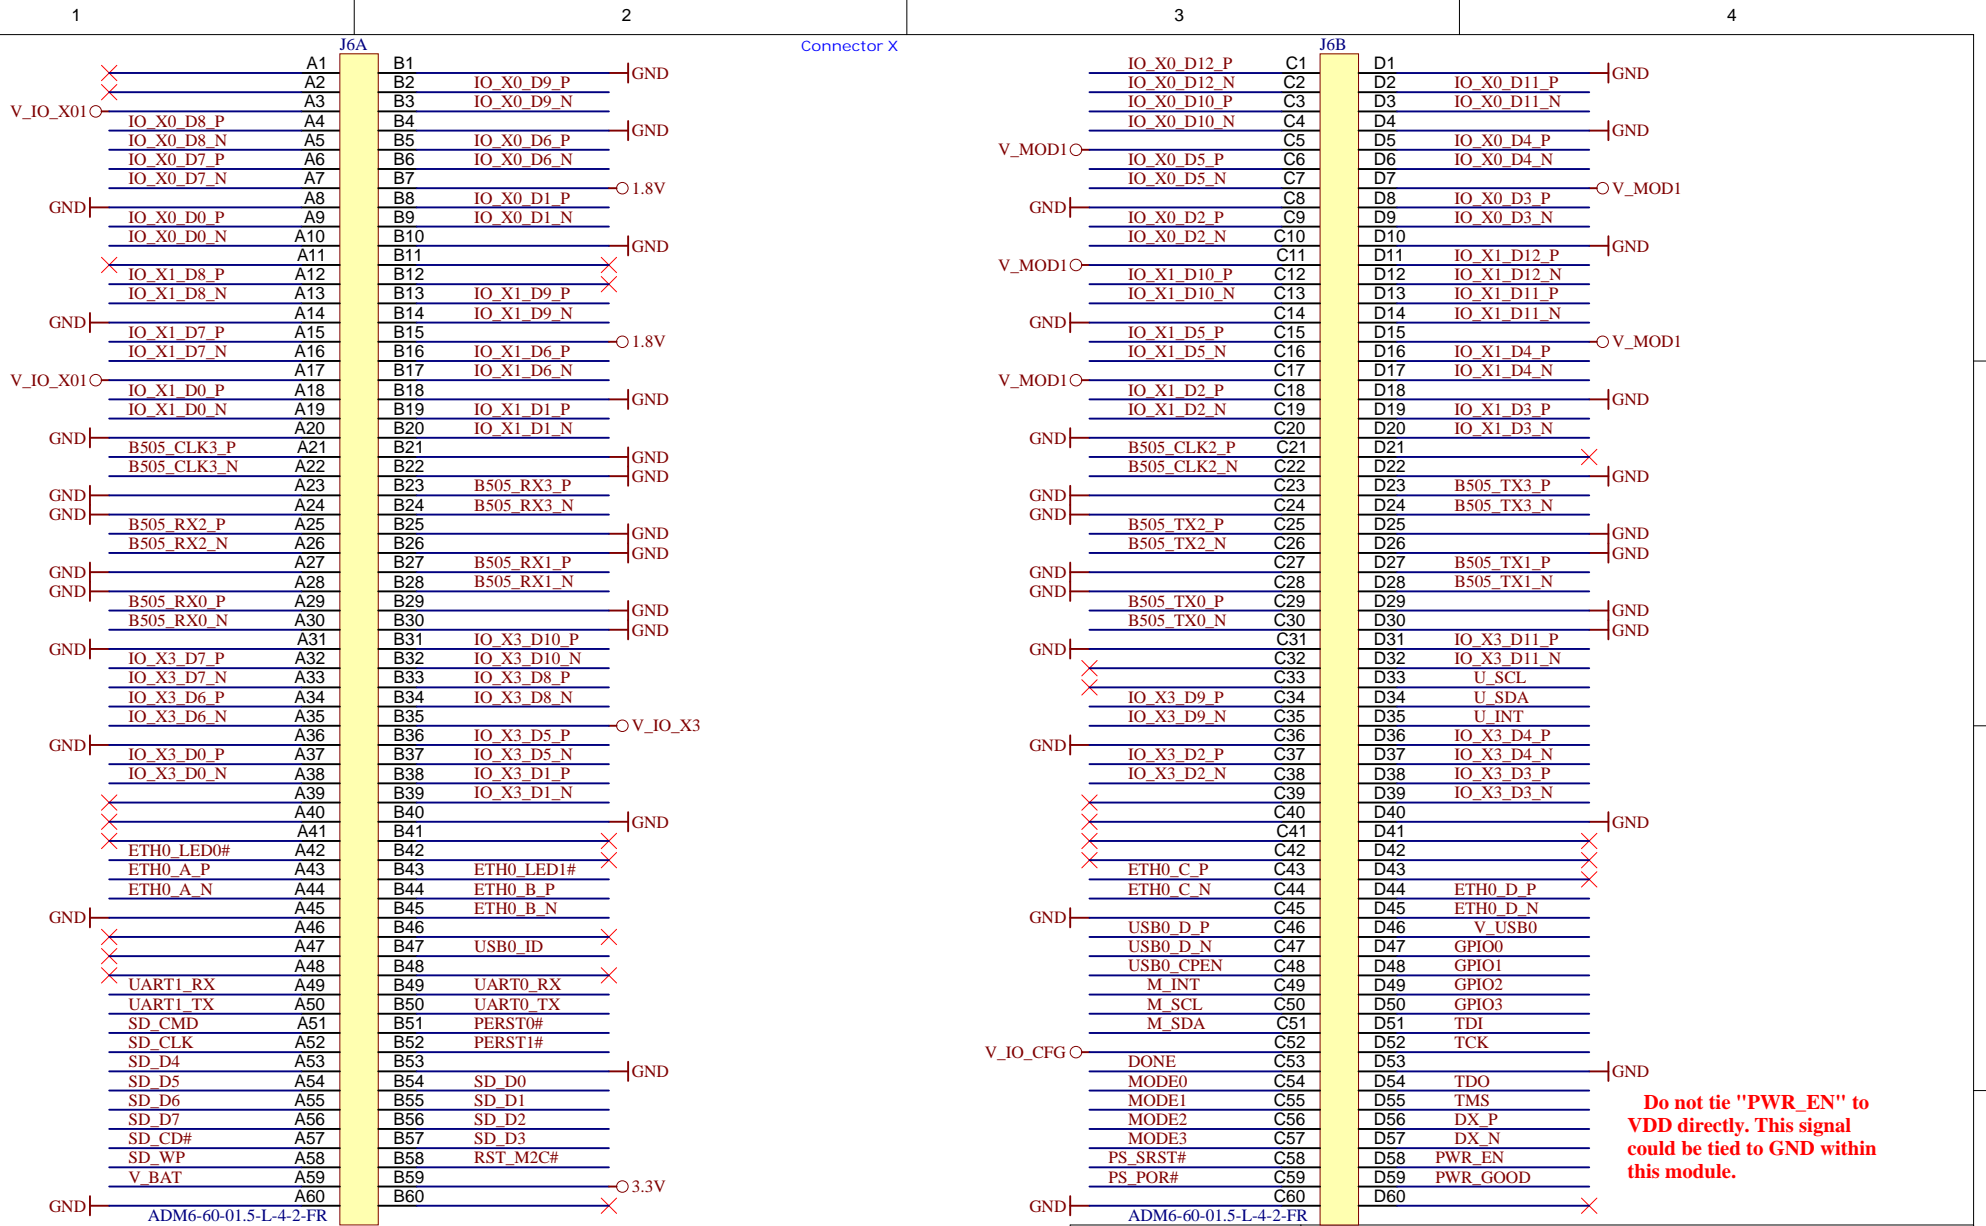 1 2 3 4
J6A Connector X J6B
A1 B1 GND
A2 B2 IO_X0_D9_P
V_IO_X01 A3 B3 IO_X0_D9_N
IO_X0_D8_P A4 B4 GND
IO_X0_D8_N A5 B5 IO_X0_D6_P
IO_X0_D7_P A6 B6 IO_X0_D6_N
IO_X0_D7_N A7 B7 1.8V
GND A8 B8 IO_X0_D1_P
IO_X0_D0_P A9 B9 IO_X0_D1_N
IO_X0_D0_N A10 B10 GND
A11 B11
IO_X1_D8_P A12 B12
IO_X1_D8_N A13 B13 IO_X1_D9_P
GND A14 B14 IO_X1_D9_N
IO_X1_D7_P A15 B15 1.8V
IO_X1_D7_N A16 B16 IO_X1_D6_P
V_IO_X01 A17 B17 IO_X1_D6_N
IO_X1_D0_P A18 B18 GND
IO_X1_D0_N A19 B19 IO_X1_D1_P
GND A20 B20 IO_X1_D1_N
B505_CLK3_P A21 B21 GND
B505_CLK3_N A22 B22 GND
GND A23 B23 B505_RX3_P
GND A24 B24 B505_RX3_N
B505_RX2_P A25 B25 GND
B505_RX2_N A26 B26 GND
GND A27 B27 B505_RX1_P
GND A28 B28 B505_RX1_N
B505_RX0_P A29 B29 GND
B505_RX0_N A30 B30 GND
GND A31 B31 IO_X3_D10_P
IO_X3_D7_P A32 B32 IO_X3_D10_N
IO_X3_D7_N A33 B33 IO_X3_D8_P
IO_X3_D6_P A34 B34 IO_X3_D8_N
IO_X3_D6_N A35 B35 V_IO_X3
GND A36 B36 IO_X3_D5_P
IO_X3_D0_P A37 B37 IO_X3_D5_N
IO_X3_D0_N A38 B38 IO_X3_D1_P
A39 B39 IO_X3_D1_N
A40 B40 GND
A41 B41
ETH0_LED0# A42 B42
ETH0_A_P A43 B43 ETH0_LED1#
ETH0_A_N A44 B44 ETH0_B_P
GND A45 B45 ETH0_B_N
A46 B46
A47 B47 USB0_ID
A48 B48
UART1_RX A49 B49 UART0_RX
UART1_TX A50 B50 UART0_TX
SD_CMD A51 B51 PERST0#
SD_CLK A52 B52 PERST1#
SD_D4 A53 B53 GND
SD_D5 A54 B54 SD_D0
SD_D6 A55 B55 SD_D1
SD_D7 A56 B56 SD_D2
SD_CD# A57 B57 SD_D3
SD_WP A58 B58 RST_M2C#
V_BAT A59 B59 3.3V
GND A60 B60
ADM6-60-01.5-L-4-2-FR
IO_X0_D12_P C1 D1 GND
IO_X0_D12_N C2 D2 IO_X0_D11_P
IO_X0_D10_P C3 D3 IO_X0_D11_N
IO_X0_D10_N C4 D4 GND
V_MOD1 C5 D5 IO_X0_D4_P
IO_X0_D5_P C6 D6 IO_X0_D4_N
IO_X0_D5_N C7 D7 V_MOD1
GND C8 D8 IO_X0_D3_P
IO_X0_D2_P C9 D9 IO_X0_D3_N
IO_X0_D2_N C10 D10 GND
V_MOD1 C11 D11 IO_X1_D12_P
IO_X1_D10_P C12 D12 IO_X1_D12_N
IO_X1_D10_N C13 D13 IO_X1_D11_P
GND C14 D14 IO_X1_D11_N
IO_X1_D5_P C15 D15 V_MOD1
IO_X1_D5_N C16 D16 IO_X1_D4_P
V_MOD1 C17 D17 IO_X1_D4_N
IO_X1_D2_P C18 D18 GND
IO_X1_D2_N C19 D19 IO_X1_D3_P
GND C20 D20 IO_X1_D3_N
B505_CLK2_P C21 D21
B505_CLK2_N C22 D22 GND
GND C23 D23 B505_TX3_P
GND C24 D24 B505_TX3_N
B505_TX2_P C25 D25 GND
B505_TX2_N C26 D26 GND
GND C27 D27 B505_TX1_P
GND C28 D28 B505_TX1_N
B505_TX0_P C29 D29 GND
B505_TX0_N C30 D30 GND
GND C31 D31 IO_X3_D11_P
C32 D32 IO_X3_D11_N
C33 D33 U_SCL
IO_X3_D9_P C34 D34 U_SDA
IO_X3_D9_N C35 D35 U_INT
GND C36 D36 IO_X3_D4_P
IO_X3_D2_P C37 D37 IO_X3_D4_N
IO_X3_D2_N C38 D38 IO_X3_D3_P
C39 D39 IO_X3_D3_N
C40 D40 GND
C41 D41
C42 D42
ETH0_C_P C43 D43
ETH0_C_N C44 D44 ETH0_D_P
GND C45 D45 ETH0_D_N
USB0_D_P C46 D46 V_USB0
USB0_D_N C47 D47 GPIO0
USB0_CPEN C48 D48 GPIO1
M_INT C49 D49 GPIO2
M_SCL C50 D50 GPIO3
M_SDA C51 D51 TDI
V_IO_CFG C52 D52 TCK
DONE C53 D53 GND
MODE0 C54 D54 TDO
MODE1 C55 D55 TMS
MODE2 C56 D56 DX_P
MODE3 C57 D57 DX_N
PS_SRST# C58 D58 PWR_EN
PS_POR# C59 D59 PWR_GOOD
GND C60 D60
ADM6-60-01.5-L-4-2-FR
Do not tie "PWR_EN" to
VDD directly. This signal
could be tied to GND within
this module.